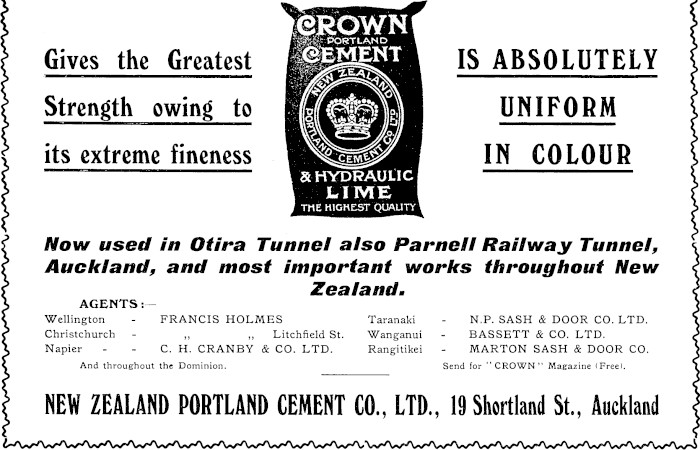 CROWN
PORTLAND
CEMENT
NEW ZEALAND
PORTLAND CEMENT CO LTD
& HYDRAULIC
LIME
THE HIGHEST QUALITY
Gives the Greatest
Strength owing to
its extreme fineness
IS ABSOLUTELY
UNIFORM
IN COLOUR
Now used in Otira Tunnel also Parnell Railway Tunnel,
Auckland, and most important works throughout New
Zealand.
AGENTS:—
Wellington - FRANCIS HOLMES
Christchurch - „ „ Litchfield St.
Napier - - C. H. CRANBY & CO. LTD.
And throughout the Dominion.
Taranaki - N.P. SASH & DOOR CO. LTD.
Wanganui - BASSETT & CO. LTD.
Rangitikei - MARTON SASH & DOOR CO.
Send for "CROWN" Magazine (Free).
NEW ZEALAND PORTLAND CEMENT CO., LTD., 19 Shortland St., Auckland